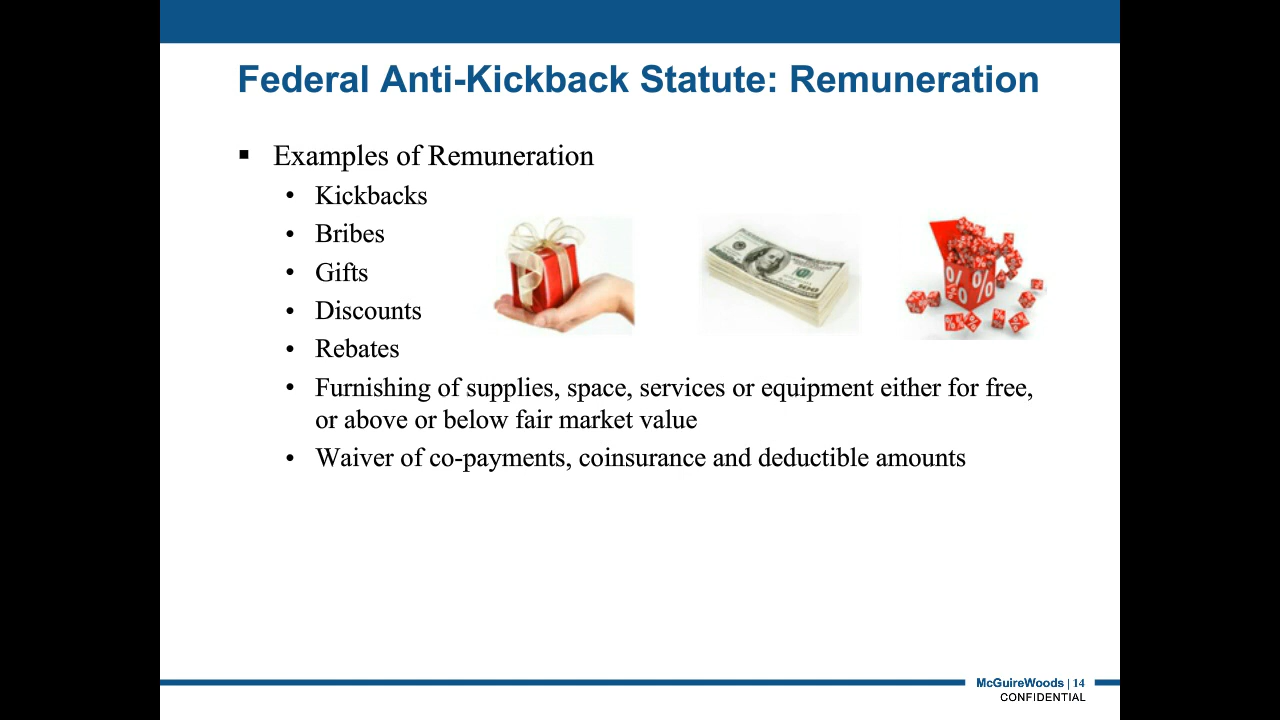 Federal Anti-Kickback Statute: Remuneration
▪ Examples of Remuneration
• Kickbacks
• Bribes
• Gifts
• Discounts
• Rebates
• Furnishing of supplies, space, services or equipment either for free,
or above or below fair market value
• Waiver of co-payments, coinsurance and deductible amounts
McGuireWoods | 14
CONFIDENTIAL